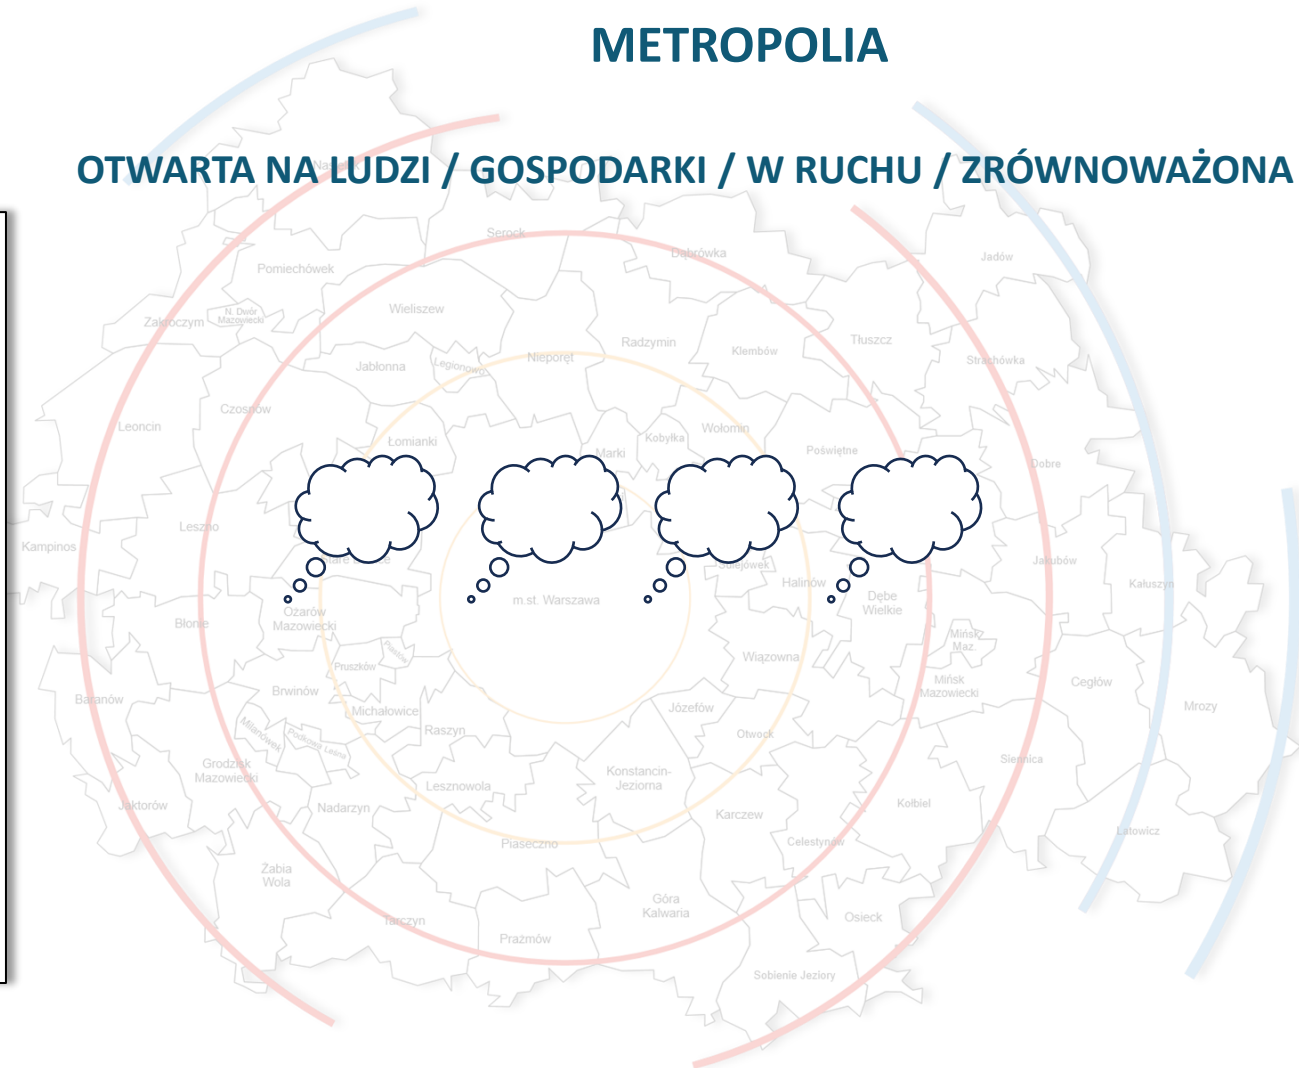 METROPOLIA
OTWARTA NA LUDZI / GOSPODARKI / W RUCHU / ZRÓWNOWAŻONA
Serock
Dąbrówka
Jadów
Pomiechówek
N. Dwór
Mazowiecki
Wieliszew
Zakroczym
Radzymin
Klembów
Tłuszcz
Strachówka
Nieporęt
Jabłonna
Legionowo
Czosnów
Leoncin
Łomianki
Marki
Kobyłka
Wołomin
Poświętne
Dobre
Leszno
Kampinos
Sulejówek
Halinów
Jakubów
Kałuszyn
m.st. Warszawa
Dębe
Wielkie
Ożarów
Mazowiecki
Błonie
Mińsk
Maz.
Piastów
Pruszków
Wiązowna
Mińsk
Mazowiecki
Cegłów
Mrozy
Baranów
Brwinów
Michałowice
Józefów
Raszyn
Otwock
Milanówek
Podkowa Leśna
Grodzisk
Mazowiecki
Siennica
Konstancin-
Jeziorna
Lesznowola
Jaktorów
Nadarzyn
Karczew
Kołbiel
Latowicz
Piaseczno
Celestynów
Żabia
Wola
Góra
Kalwaria
Osieck
Tarczyn
Prażmów
Sobienie Jeziory